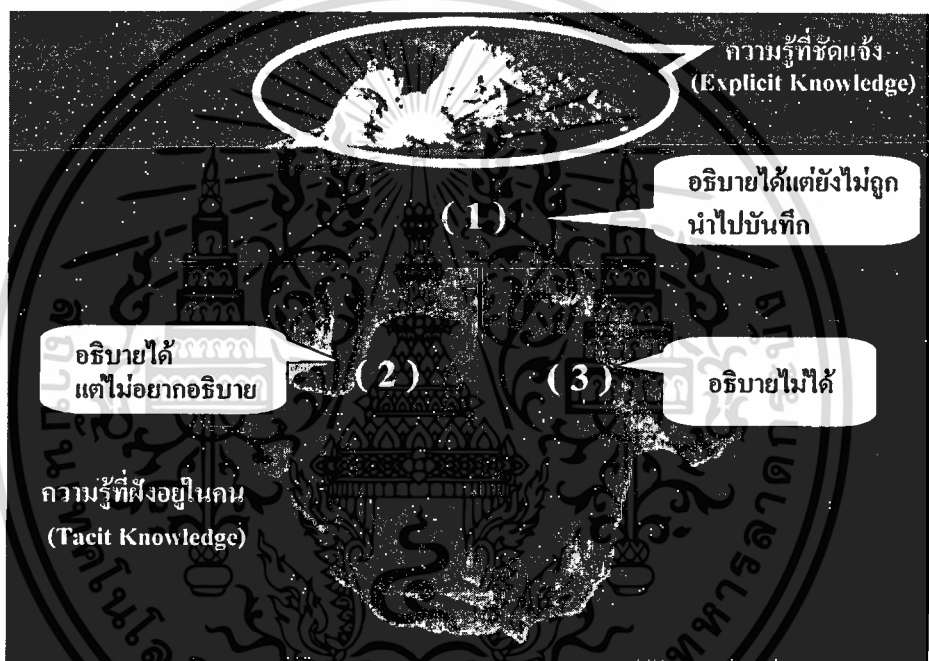 ความรู้ที่ชัดแจ้ง
(Explicit Knowledge)
อธิบายได้แต่ยังไม่ถูก
นำไปบันทึก
(1)
อธิบายได้
แต่ไม่อยากอธิบาย
(2)
(3)
อธิบายไม่ได้
ความรู้ที่ฝังอยู่ในคน
(Tacit Knowledge)